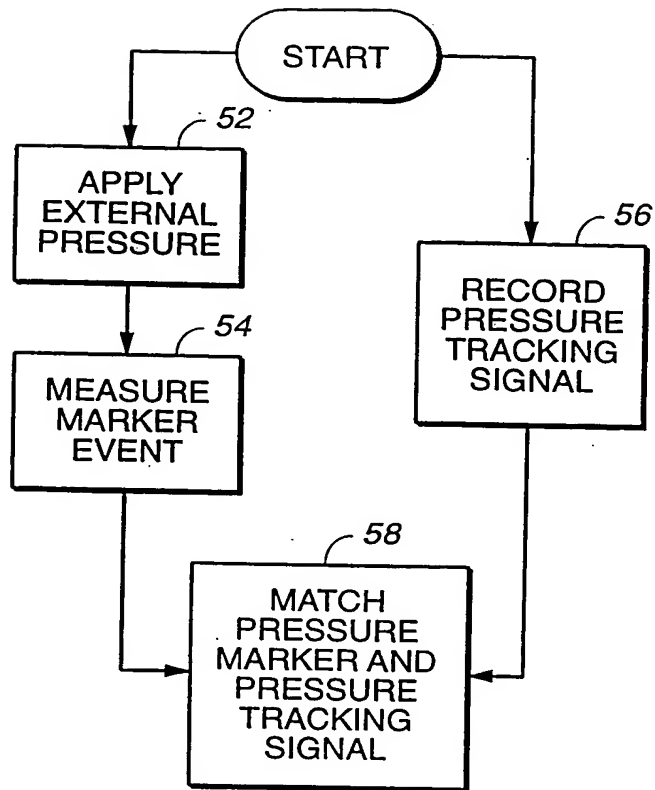 START
52
APPLY
EXTERNAL
PRESSURE
54
MEASURE
MARKER
EVENT
56
RECORD
PRESSURE
TRACKING
SIGNAL
58
MATCH
PRESSURE
MARKER AND
PRESSURE
TRACKING
SIGNAL